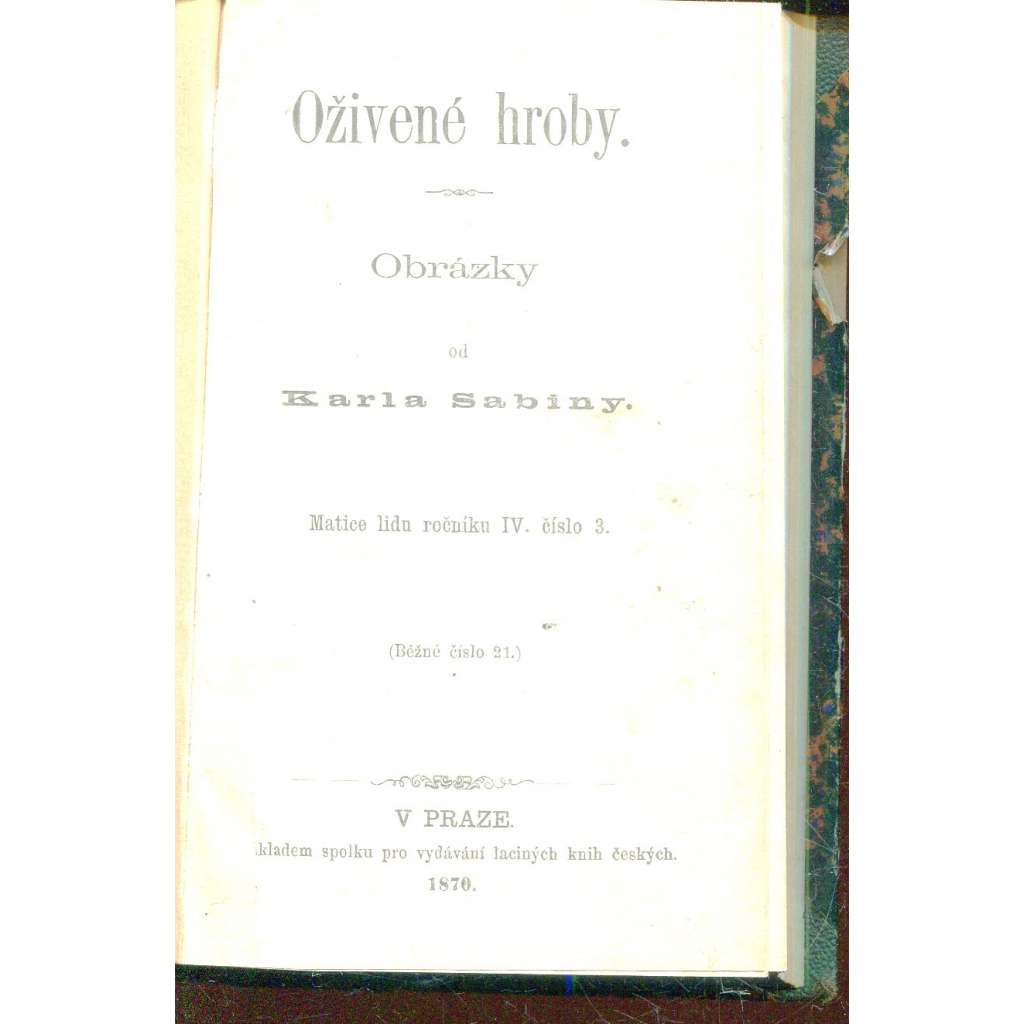 Oživené hroby.
Obrázky
od
Karla Sabiny.
Matice lidu ročníku IV. číslo 3.
(Běžné číslo 21.)
V PRAZE.
kladem spolku pro vydávání laciných knih českých.
1870.